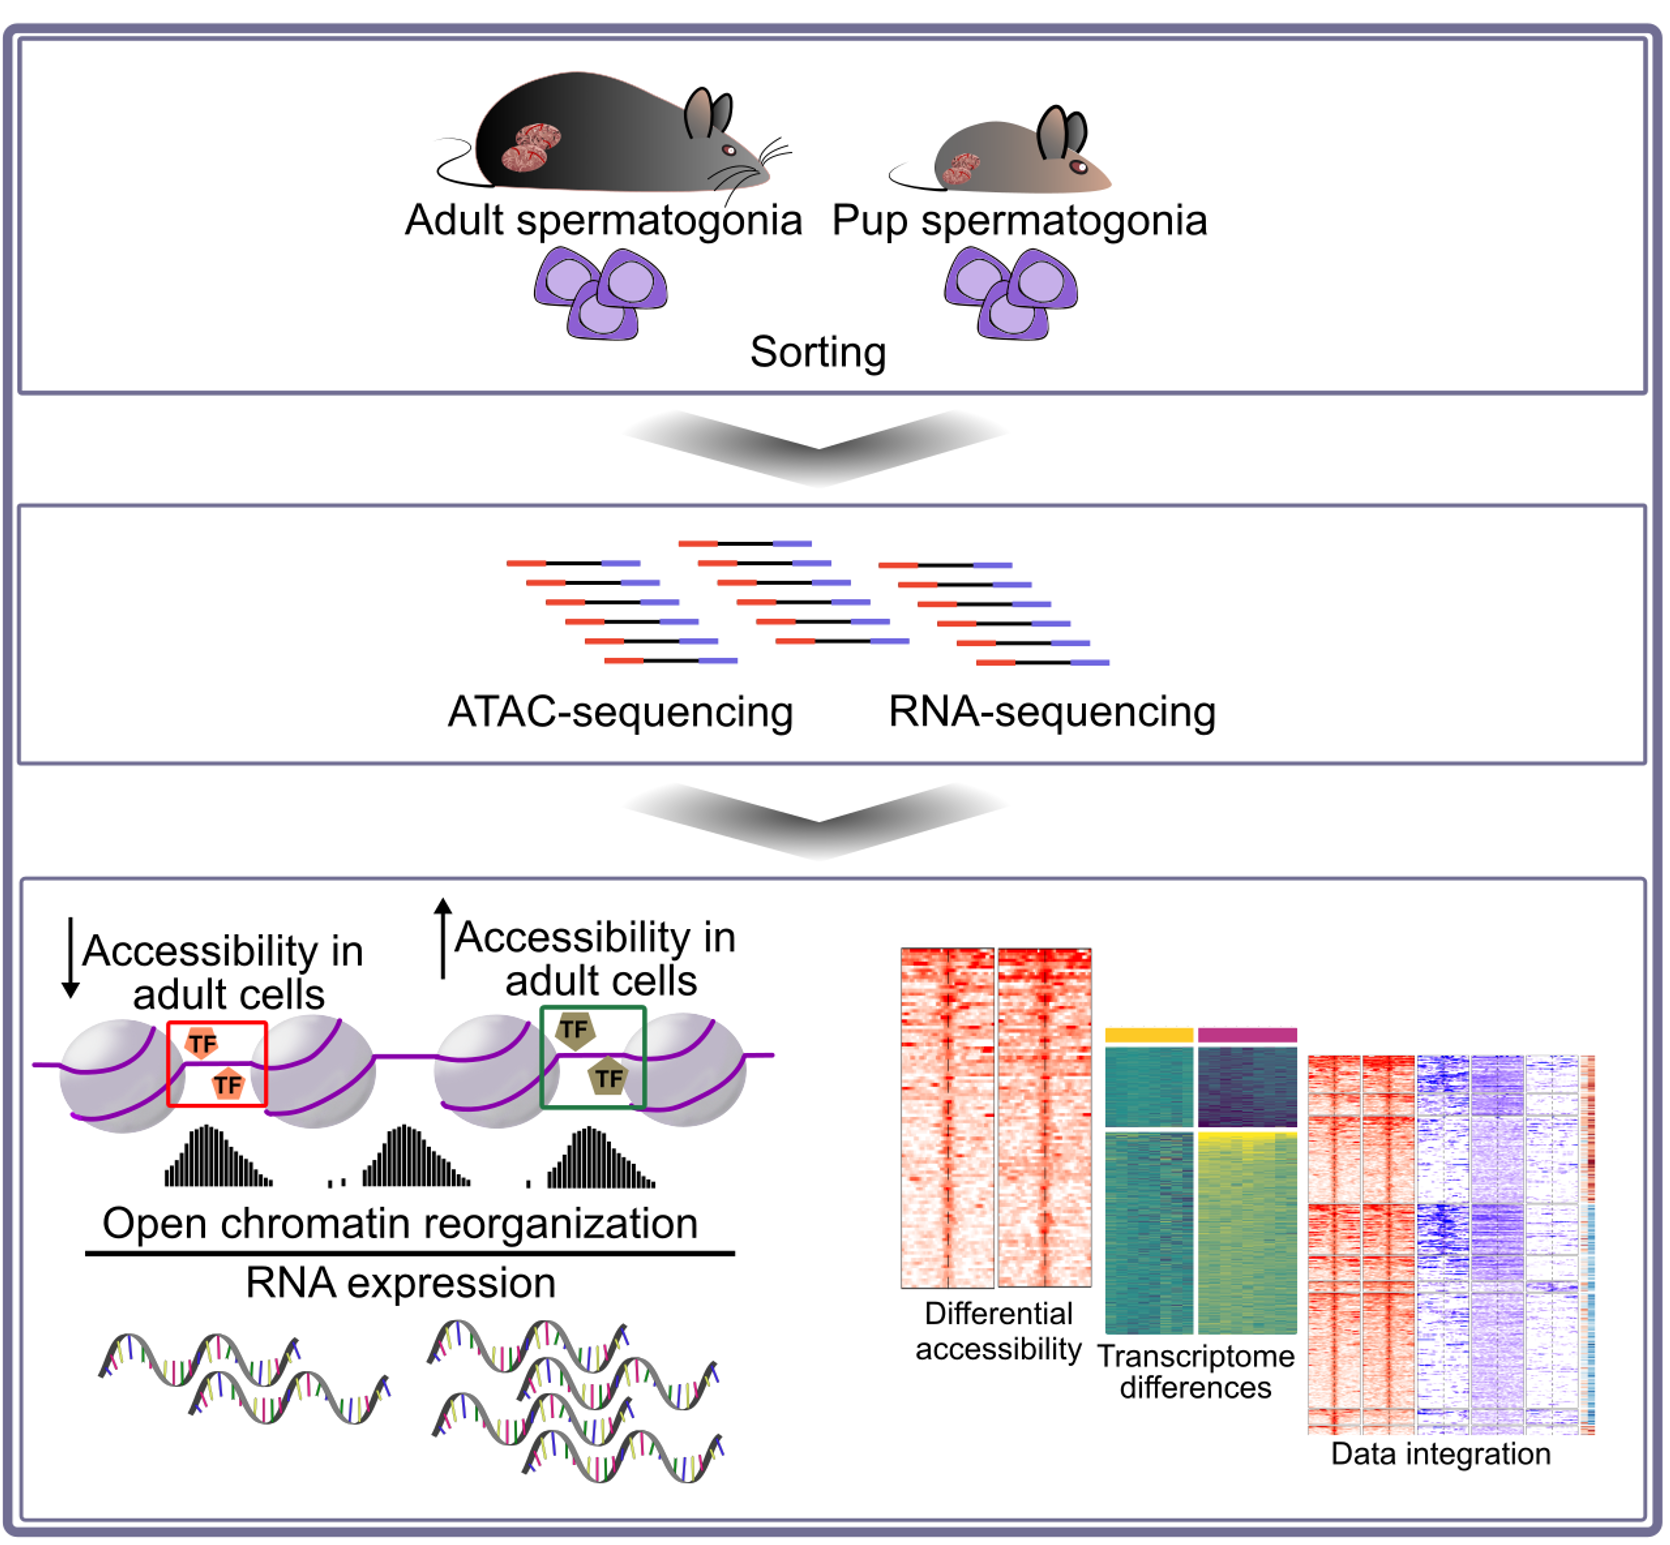 Adult spermatogonia
Pup spermatogonia
Sorting
ATAC-sequencing
RNA-sequencing
Accessibility in
adult cells
Accessibility in
adult cells
TF
TF
TF
TF
Open chromatin reorganization
RNA expression
Differential
accessibility
Transcriptome
differences
Data integration